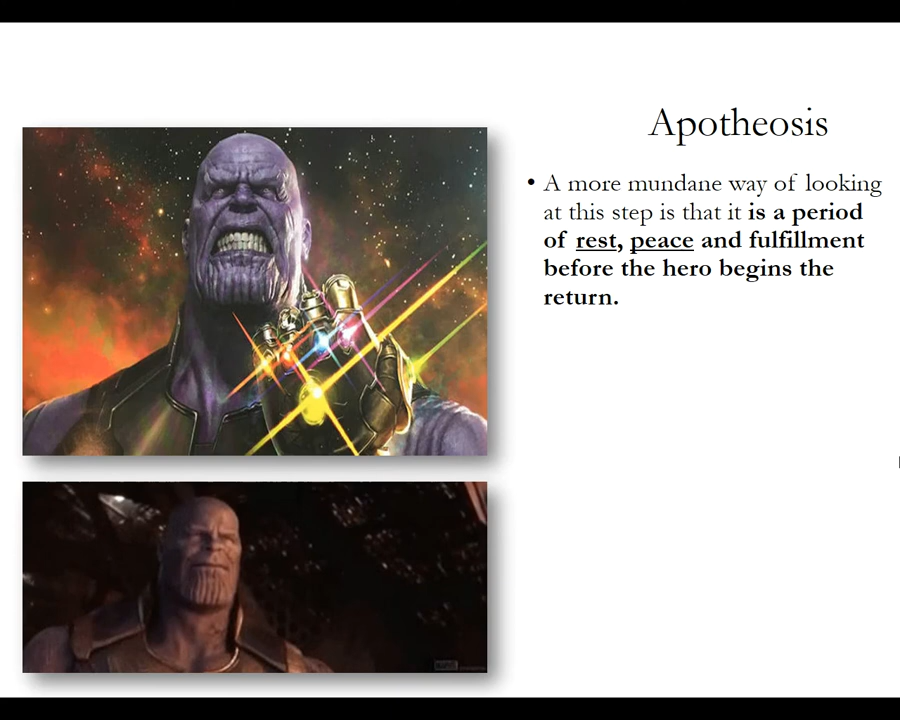 Apotheosis
• A more mundane way of looking
at this step is that it is a period
of rest, peace and fulfillment
before the hero begins the
return.